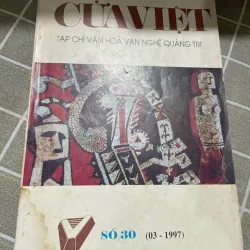 CỬA VIỆT
TẠP CHÍ VĂN HÓA VĂN NGHỆ QUẢNG TRỊ
SỐ 30 (03 - 1997)